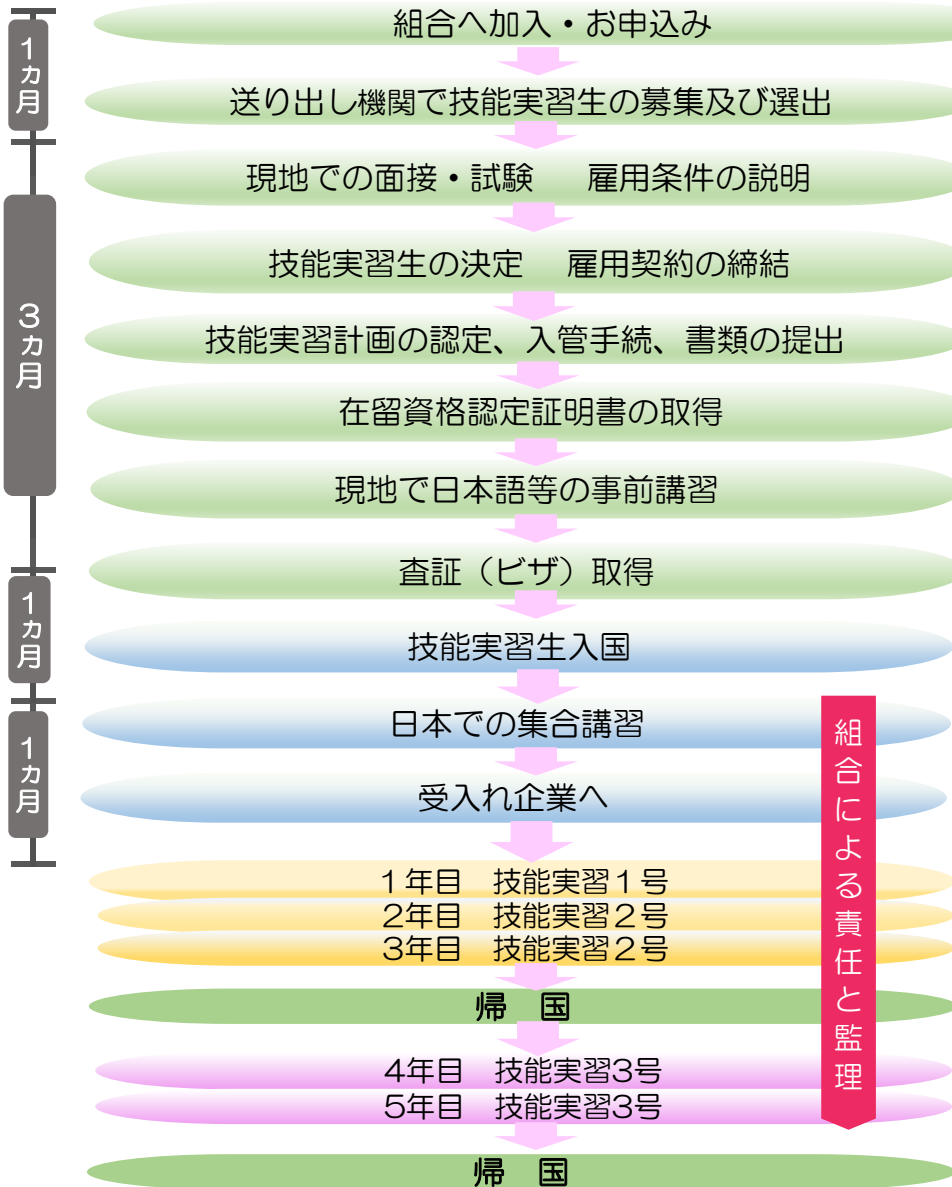 1ヵ月
組合へ加入・お申込み
送り出し機関で技能実習生の募集及び選出
3ヵ月
現地での面接・試験　雇用条件の説明
技能実習生の決定　雇用契約の締結
技能実習計画の認定、入管手続、書類の提出
在留資格認定証明書の取得
現地で日本語等の事前講習
査証（ビザ）取得
1ヵ月
技能実習生入国
1ヵ月
日本での集合講習
受入れ企業へ
組合による責任と監理
１年目　技能実習１号
2年目　技能実習２号
3年目　技能実習２号
帰　国
4年目　技能実習3号
5年目　技能実習3号
帰　国